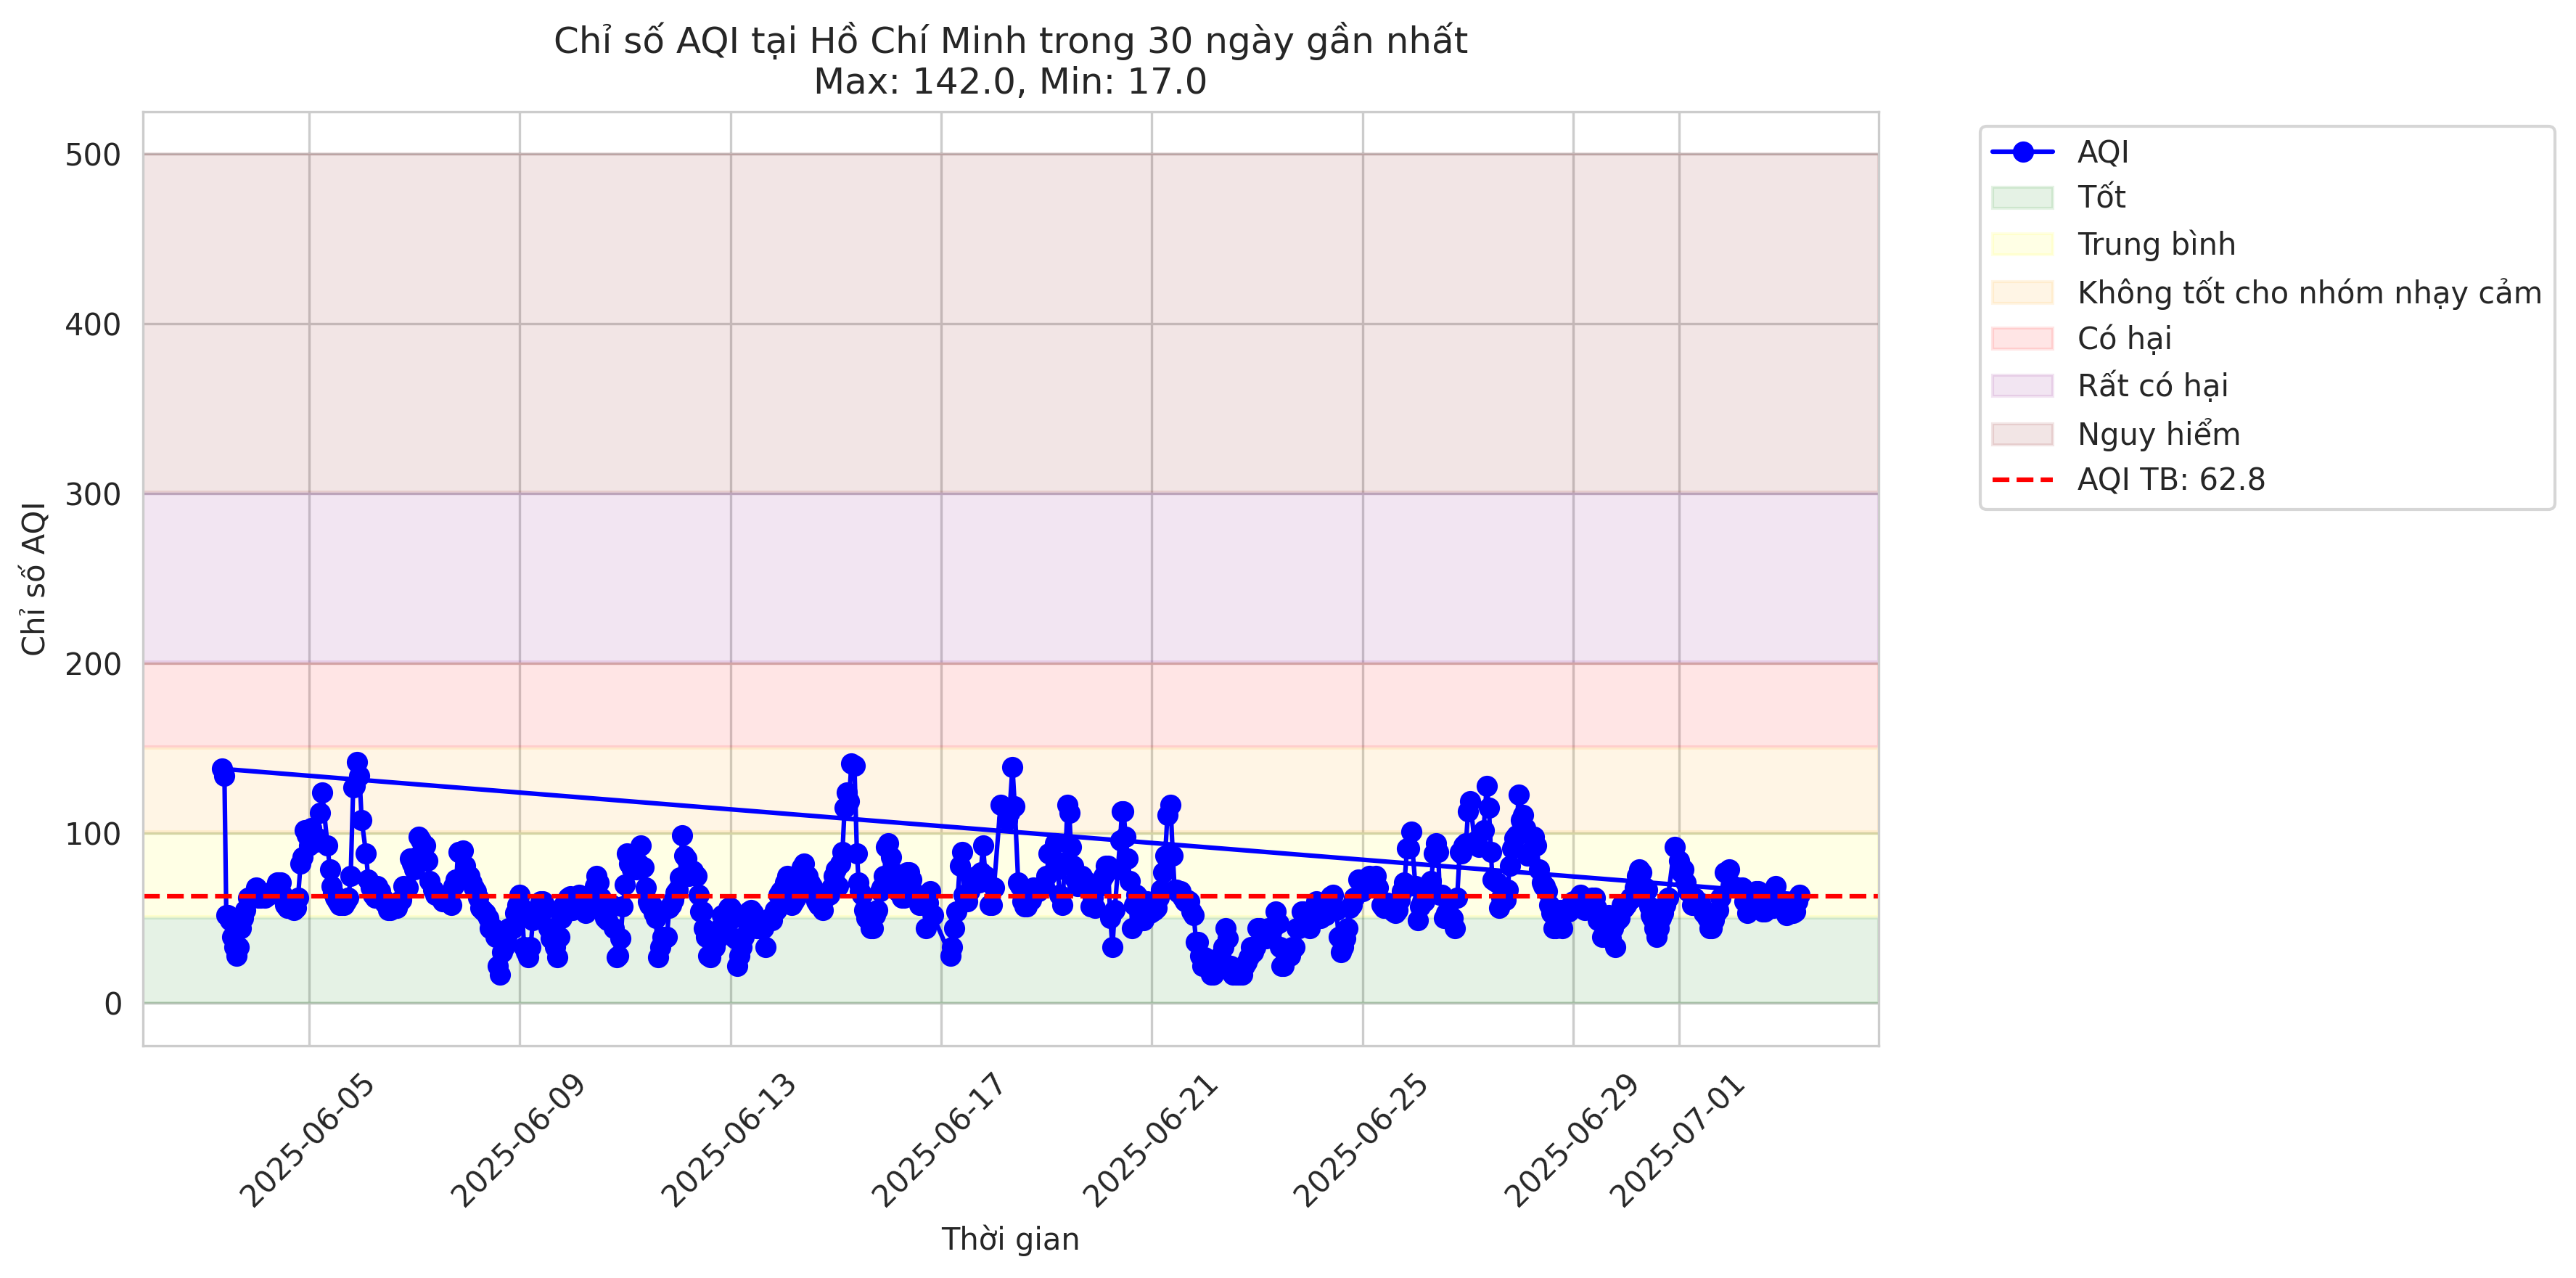 Chỉ số AQI tại Hồ Chí Minh trong 30 ngày gần nhất
Max: 142.0, Min: 17.0
Chỉ số AQI
500
400
300
200
100
0
2025-06-05
2025-06-09
2025-06-13
2025-06-17
2025-06-21
2025-06-25
2025-06-29
2025-07-01
Thời gian
AQI
Tốt
Trung bình
Không tốt cho nhóm nhạy cảm
Có hại
Rất có hại
Nguy hiểm
AQI TB: 62.8